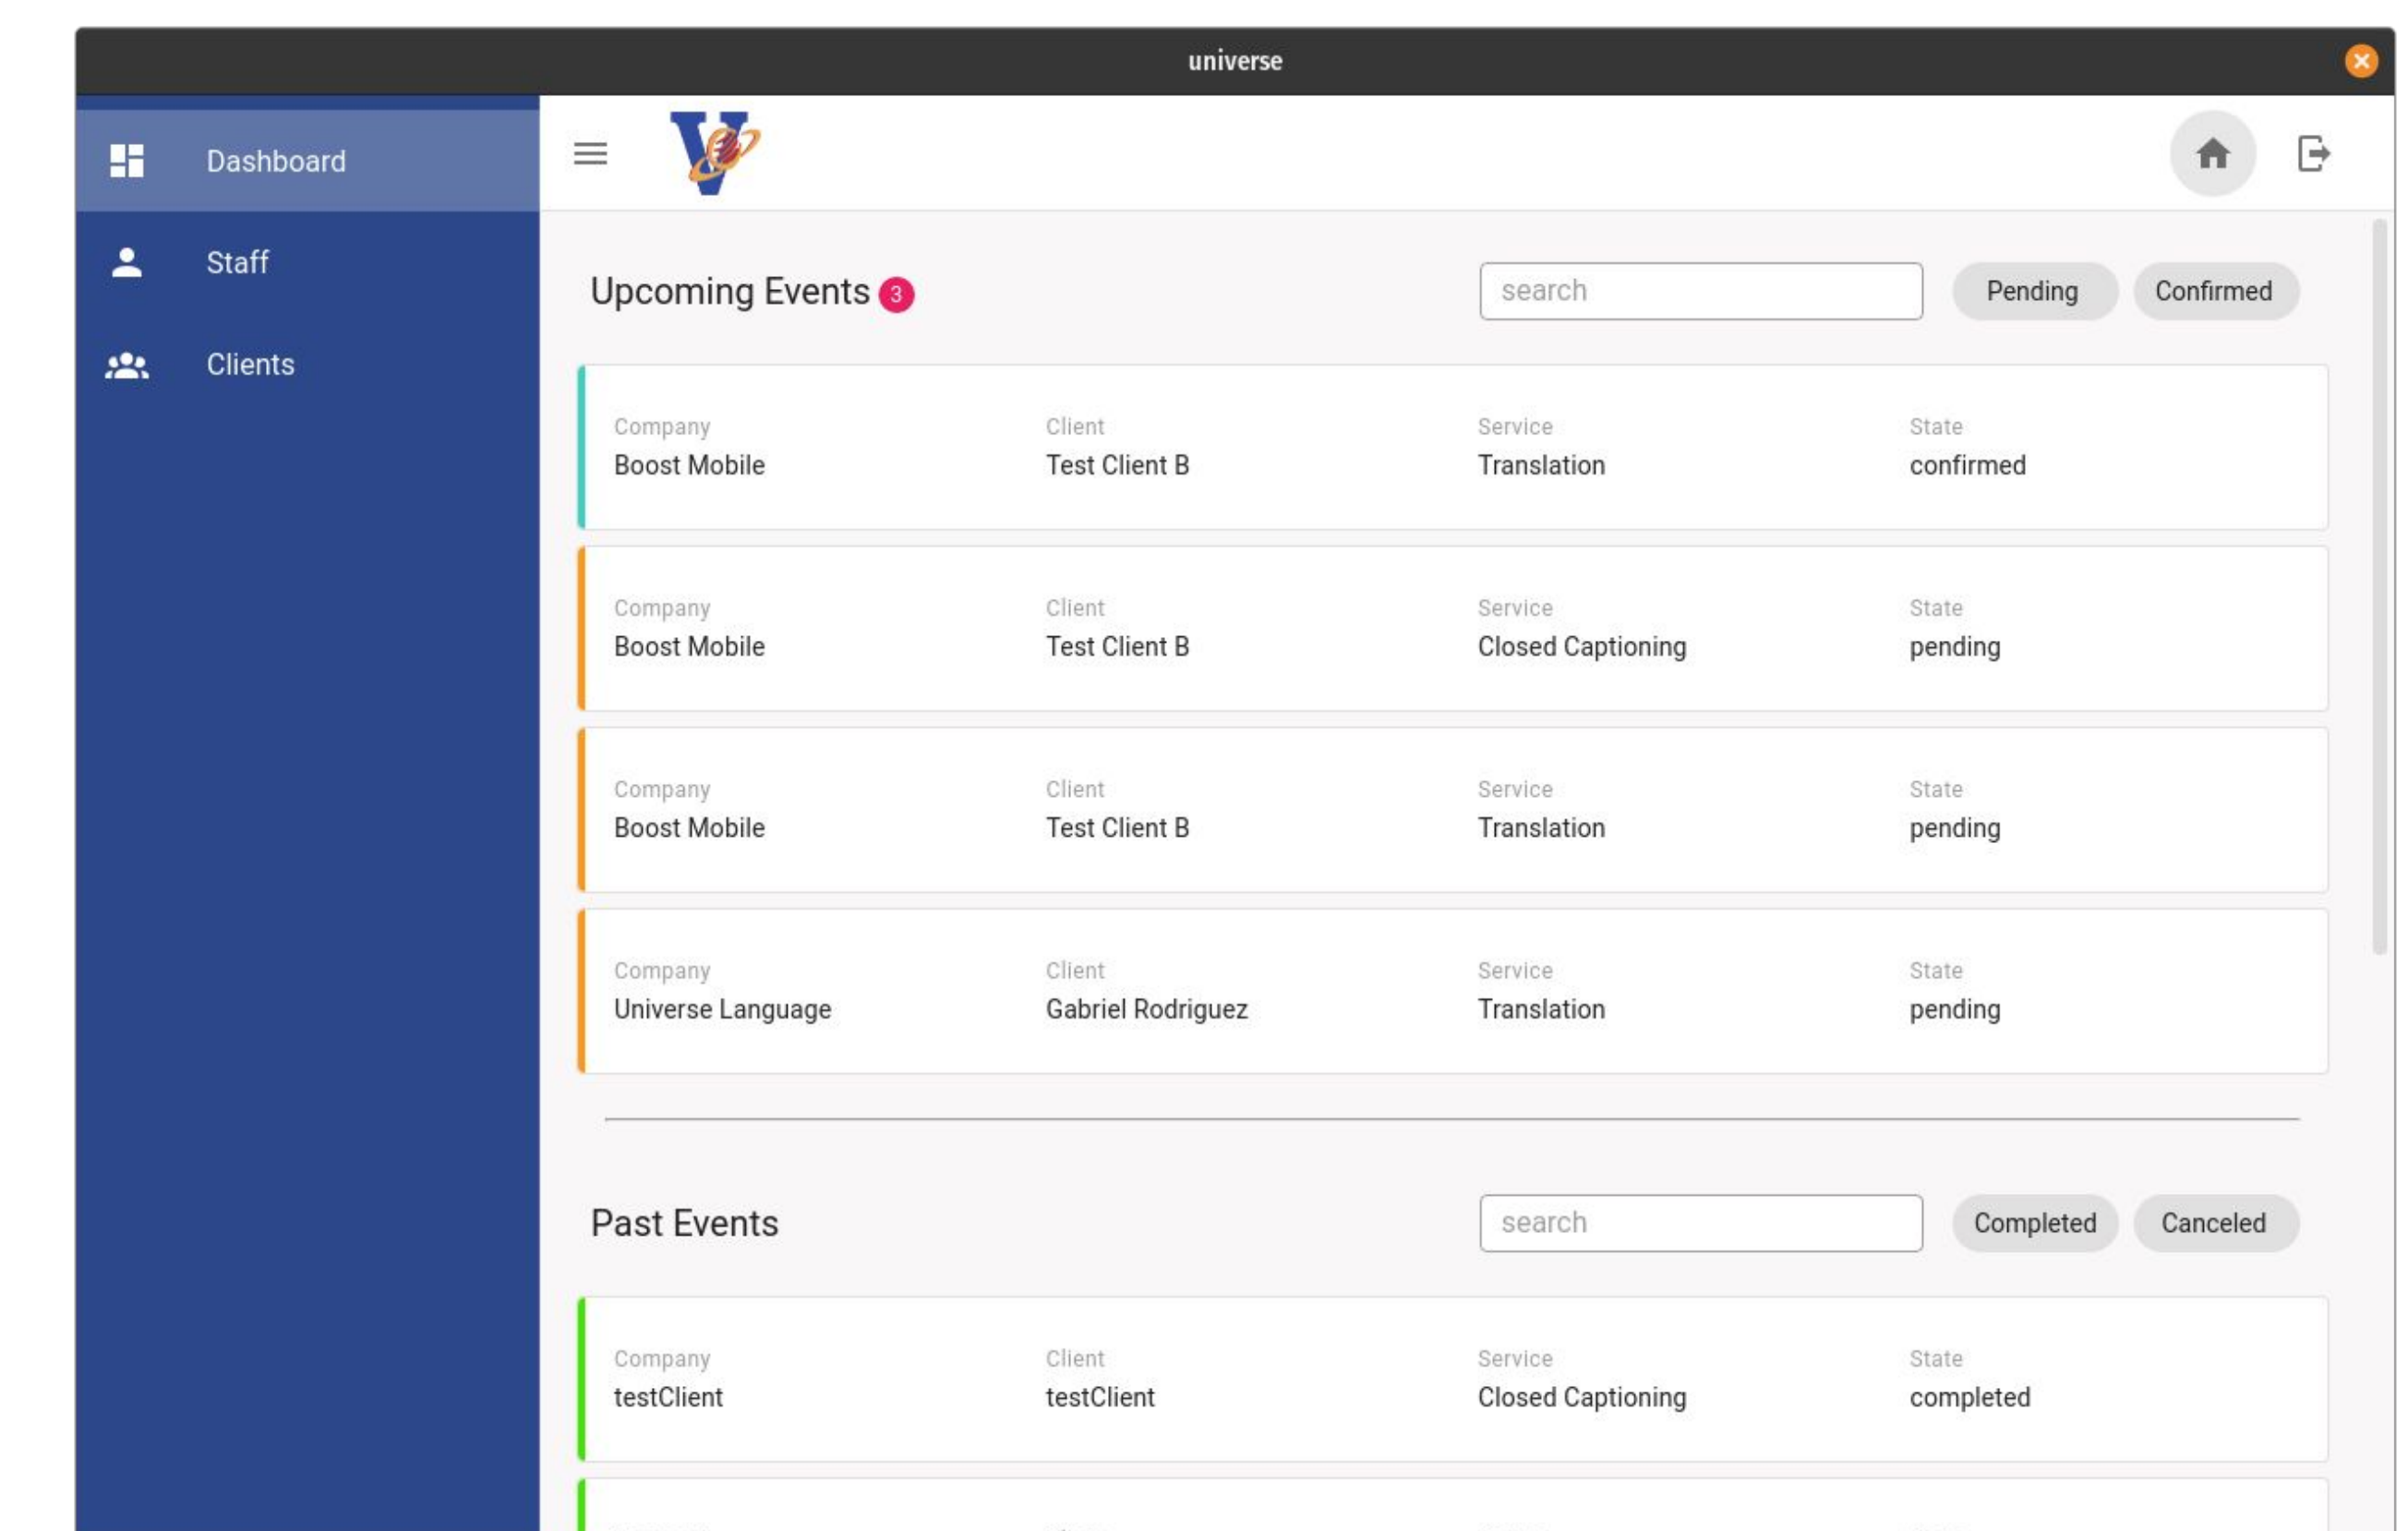 universe
Dashboard
Staff
Clients
Upcoming Events 3
search
Pending
Confirmed
Company Client Service State
Boost Mobile Test Client B Translation confirmed
Company Client Service State
Boost Mobile Test Client B Closed Captioning pending
Company Client Service State
Boost Mobile Test Client B Translation pending
Company Client Service State
Universe Language Gabriel Rodriguez Translation pending
Past Events
search
Completed
Canceled
Company Client Service State
testClient testClient Closed Captioning completed